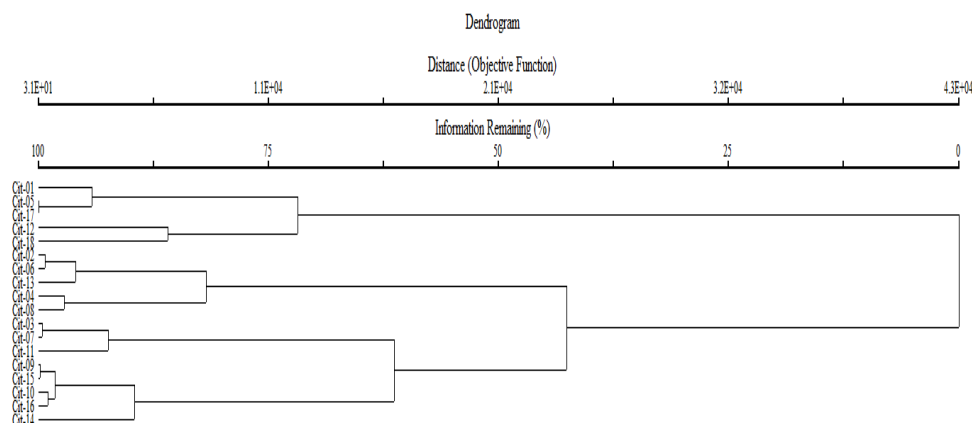 Dendrogram
Distance (Objective Function)
3.1E+01 1.1E+04 2.1E+04 3.2E+04 4.3E+04
Information Remaining (%)
100 75 50 25 0
Cit-01
Cit-05
Cit-17
Cit-12
Cit-18
Cit-02
Cit-06
Cit-13
Cit-04
Cit-08
Cit-03
Cit-07
Cit-11
Cit-09
Cit-15
Cit-10
Cit-16
Cit-14